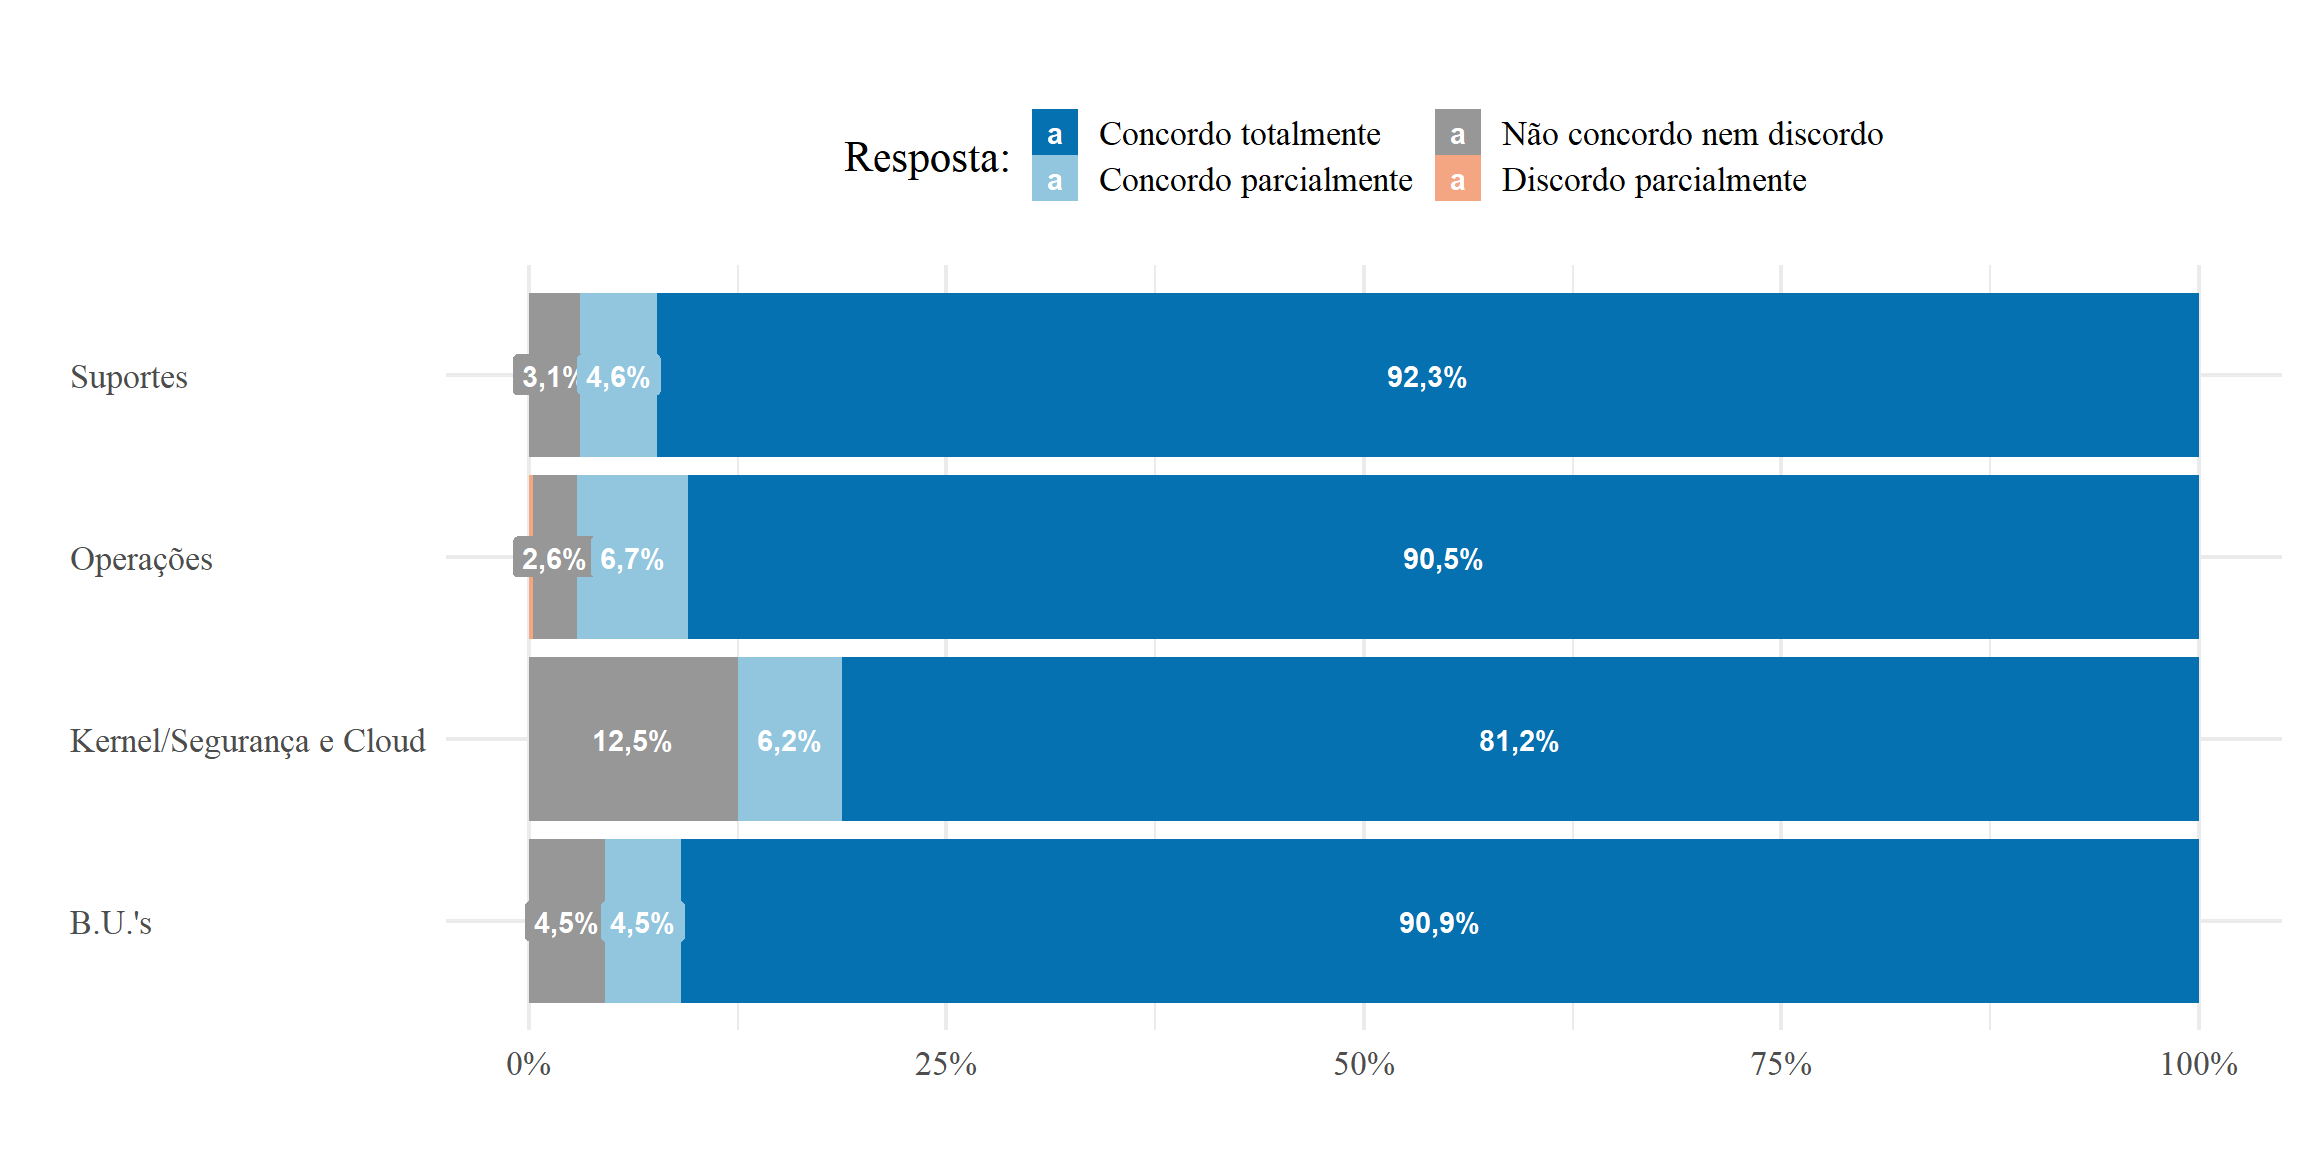 Resposta:
a Concordo totalmente
a Não concordo nem discordo
a Concordo parcialmente
a Discordo parcialmente
Suportes 3,1% 4,6% 92,3%
Operações 2,6% 6,7% 90,5%
Kernel/Segurança e Cloud 12,5% 6,2% 81,2%
B.U.'s 4,5% 4,5% 90,9%
0% 25% 50% 75% 100%